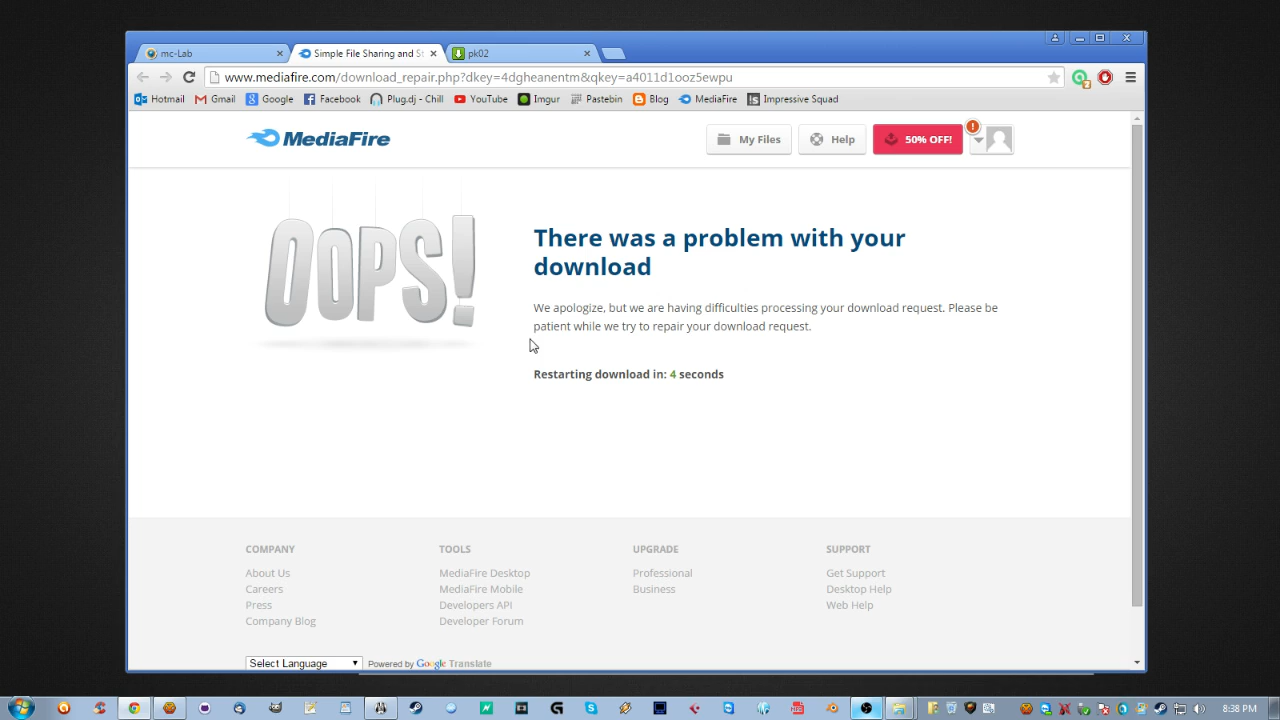 mc-Lab
Simple File Sharing and St
pk02
www.mediafire.com/download_repair.php?dkey=4dgheanentm&qkey=a4011d1ooz5ewpu
Hotmail
Gmail
Google
Facebook
Plug.dj - Chill
YouTube
Imgur
Pastebin
Blog
MediaFire
Impressive Squad
MediaFire
My Files
Help
50% OFF!
!
OOPS!
There was a problem with your
download
We apologize, but we are having difficulties processing your download request. Please be
patient while we try to repair your download request.
Restarting download in: 4 seconds
COMPANY
About Us
Careers
Press
Company Blog
TOOLS
MediaFire Desktop
MediaFire Mobile
Developers API
Developer Forum
UPGRADE
Professional
Business
SUPPORT
Get Support
Desktop Help
Web Help
Select Language
Powered by Google Translate
8:38 PM